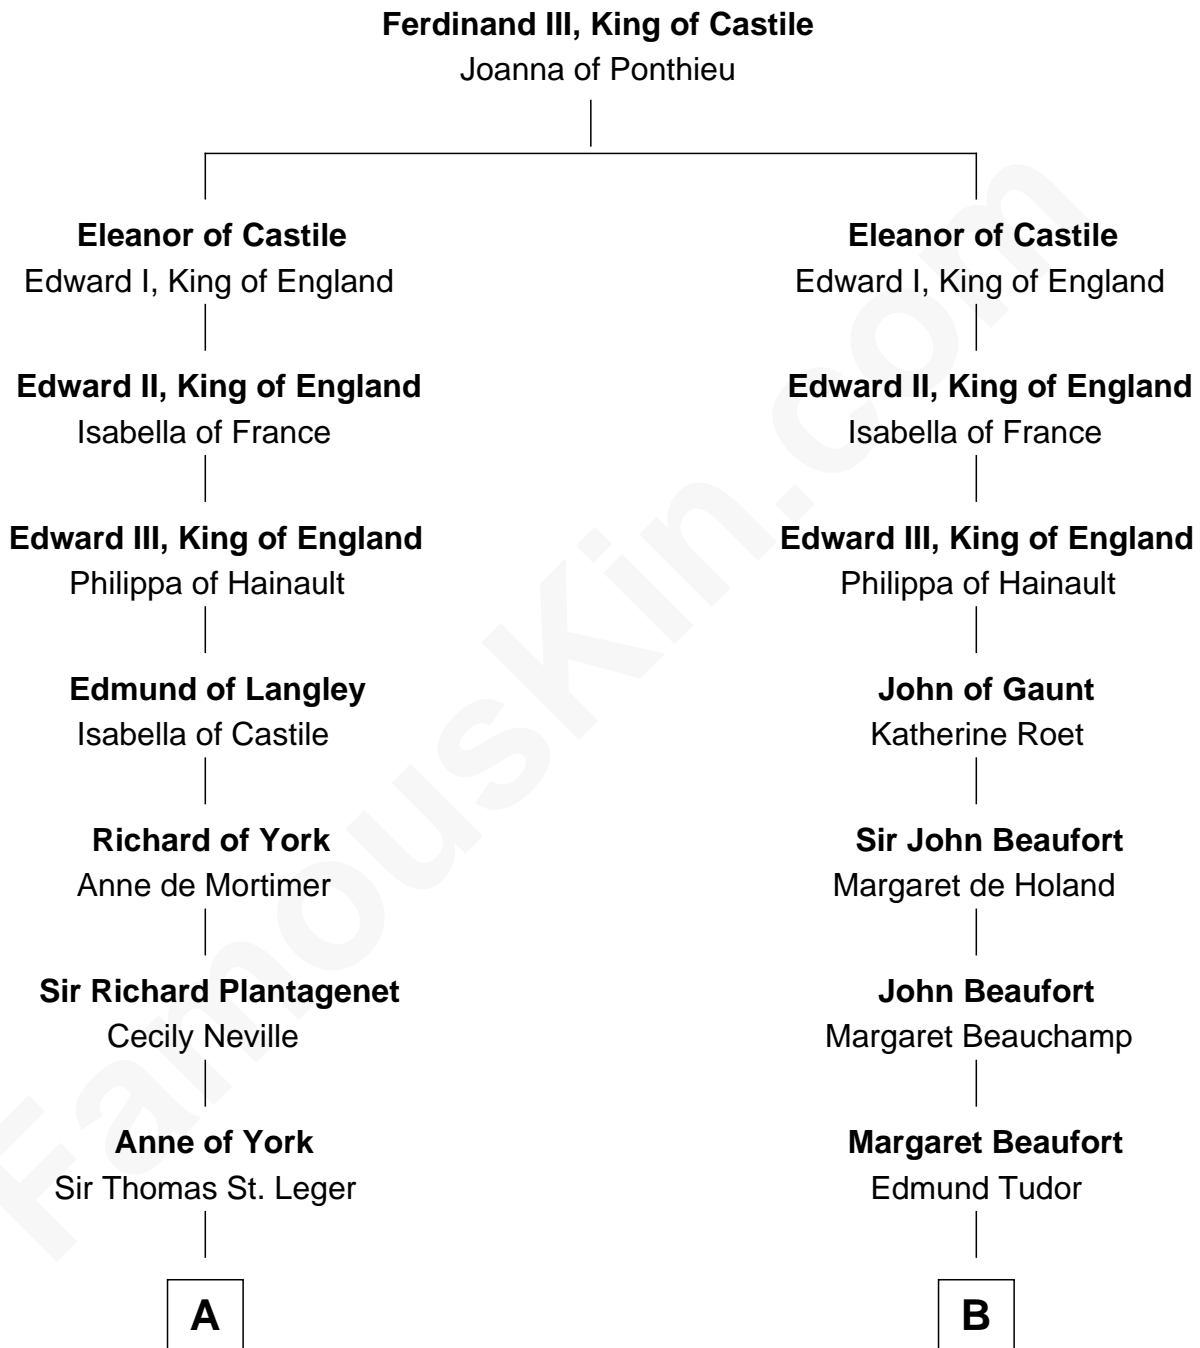 Ferdinand III, King of Castile
Joanna of Ponthieu
Eleanor of Castile
Edward I, King of England
Eleanor of Castile
Edward I, King of England
Edward II, King of England
Isabella of France
Edward II, King of England
Isabella of France
Edward III, King of England
Philippa of Hainault
Edward III, King of England
Philippa of Hainault
Edmund of Langley
Isabella of Castile
John of Gaunt
Katherine Roet
Richard of York
Anne de Mortimer
Sir John Beaufort
Margaret de Holand
Sir Richard Plantagenet
Cecily Neville
John Beaufort
Margaret Beauchamp
Anne of York
Sir Thomas St. Leger
Margaret Beaufort
Edmund Tudor
A
B
FamousKin.com